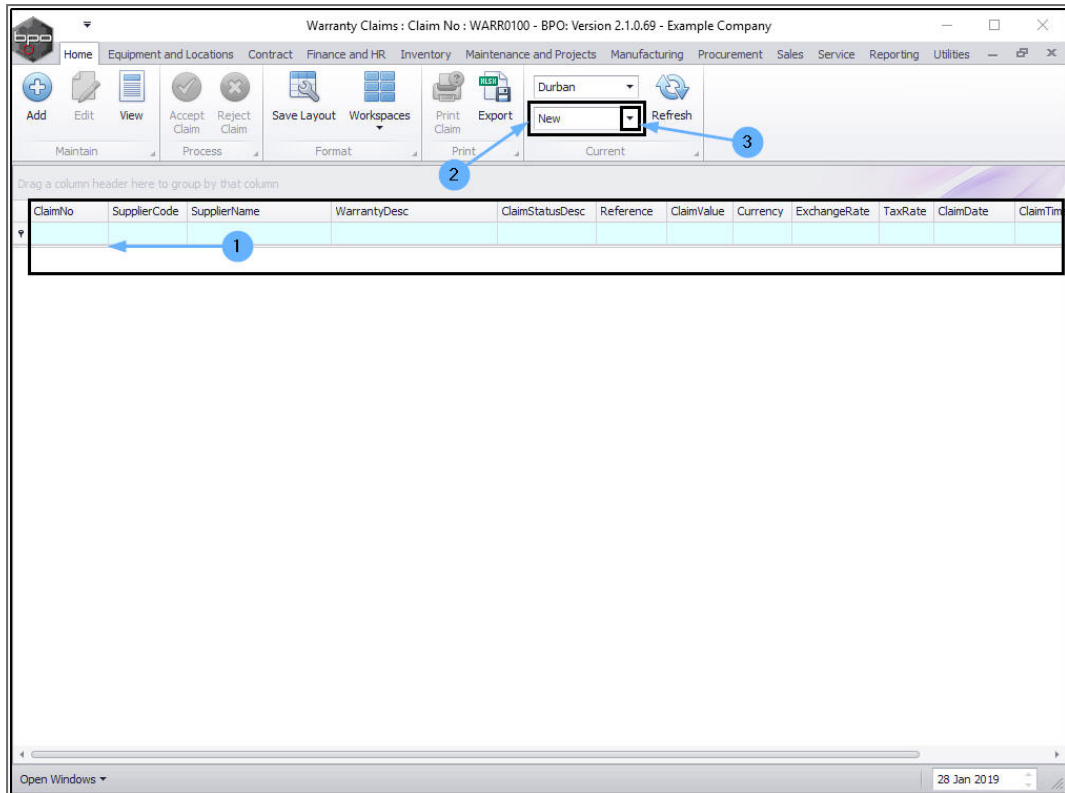 Warranty Claims : Claim No : WARR0100 - BPO: Version 2.1.0.69 - Example Company
bpo
Home Equipment and Locations Contract Finance and HR Inventory Maintenance and Projects Manufacturing Procurement Sales Service Reporting Utilities
Durban
Add Edit View Accept Claim Reject Claim Save Layout Workspaces Print Claim Export New Refresh
Maintain Process Format Print Current
2
3
Drag a column header here to group by that column
ClaimNo SupplierCode SupplierName WarrantyDesc ClaimStatusDesc Reference ClaimValue Currency ExchangeRate TaxRate ClaimDate ClaimTim
1
Open Windows 28 Jan 2019